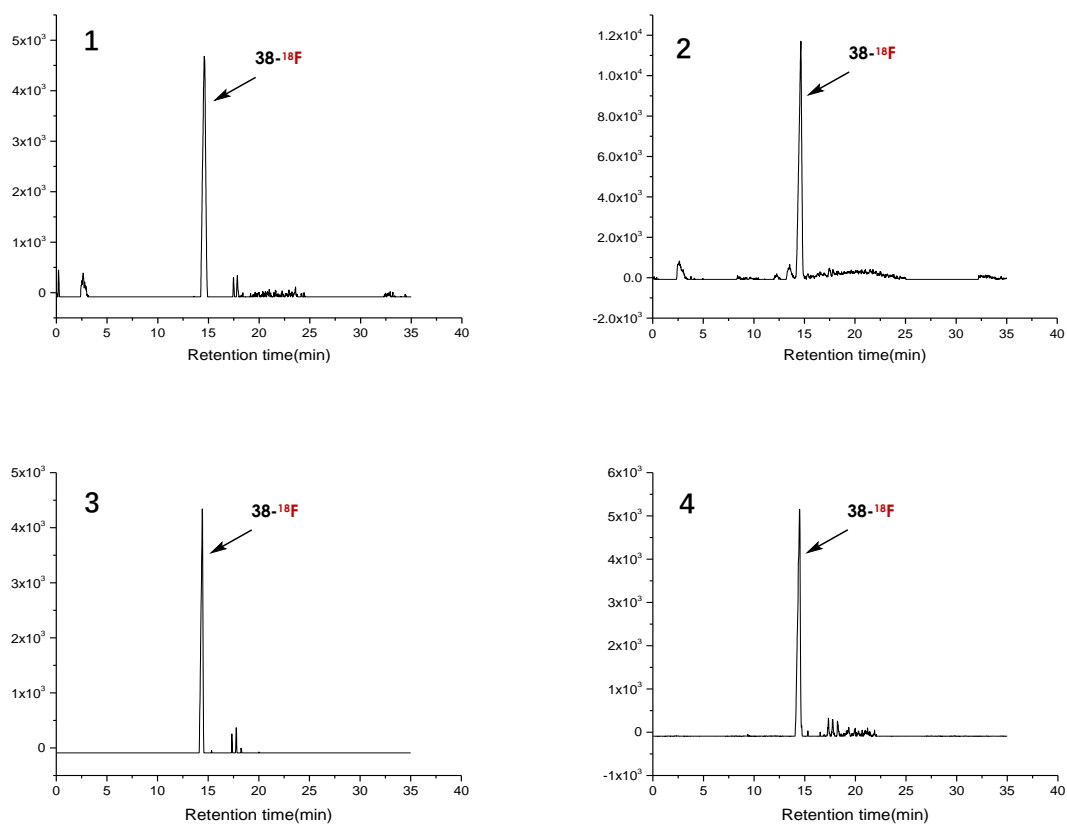 1
38-¹⁸F
5x10³
4x10³
3x10³
2x10³
1x10³
0
0 5 10 15 20 25 30 35 40
Retention time(min)
2
38-¹⁸F
1.2x10⁴
1.0x10⁴
8.0x10³
6.0x10³
4.0x10³
2.0x10³
0.0
-2.0x10³
0 5 10 15 20 25 30 35 40
Retention time(min)
3
38-¹⁸F
5x10³
4x10³
3x10³
2x10³
1x10³
0
0 5 10 15 20 25 30 35 40
Retention time(min)
4
38-¹⁸F
6x10³
5x10³
4x10³
3x10³
2x10³
1x10³
0
-1x10³
0 5 10 15 20 25 30 35 40
Retention time(min)